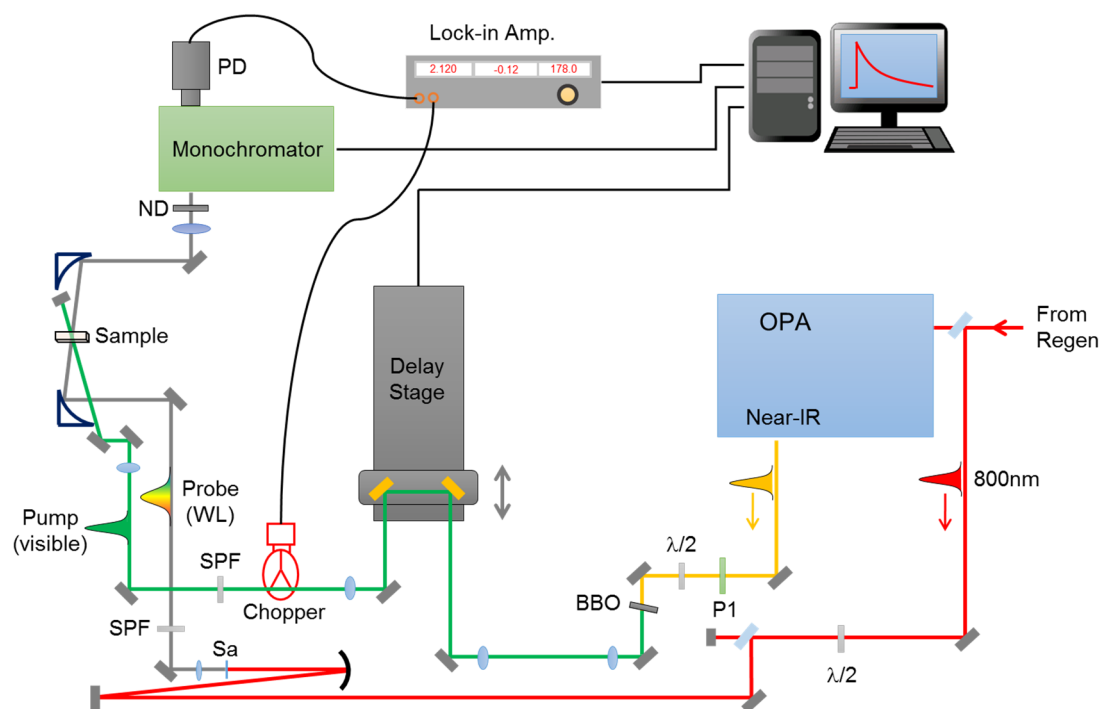 Lock-in Amp.
PD
2.120 -0.12 178.0
Monochromator
ND
Sample
OPA
From
Regen
Delay
Stage
Near-IR
800nm
Probe
(WL)
Pump
(visible)
SPF
λ/2
Chopper
BBO
P1
SPF
Sa
λ/2